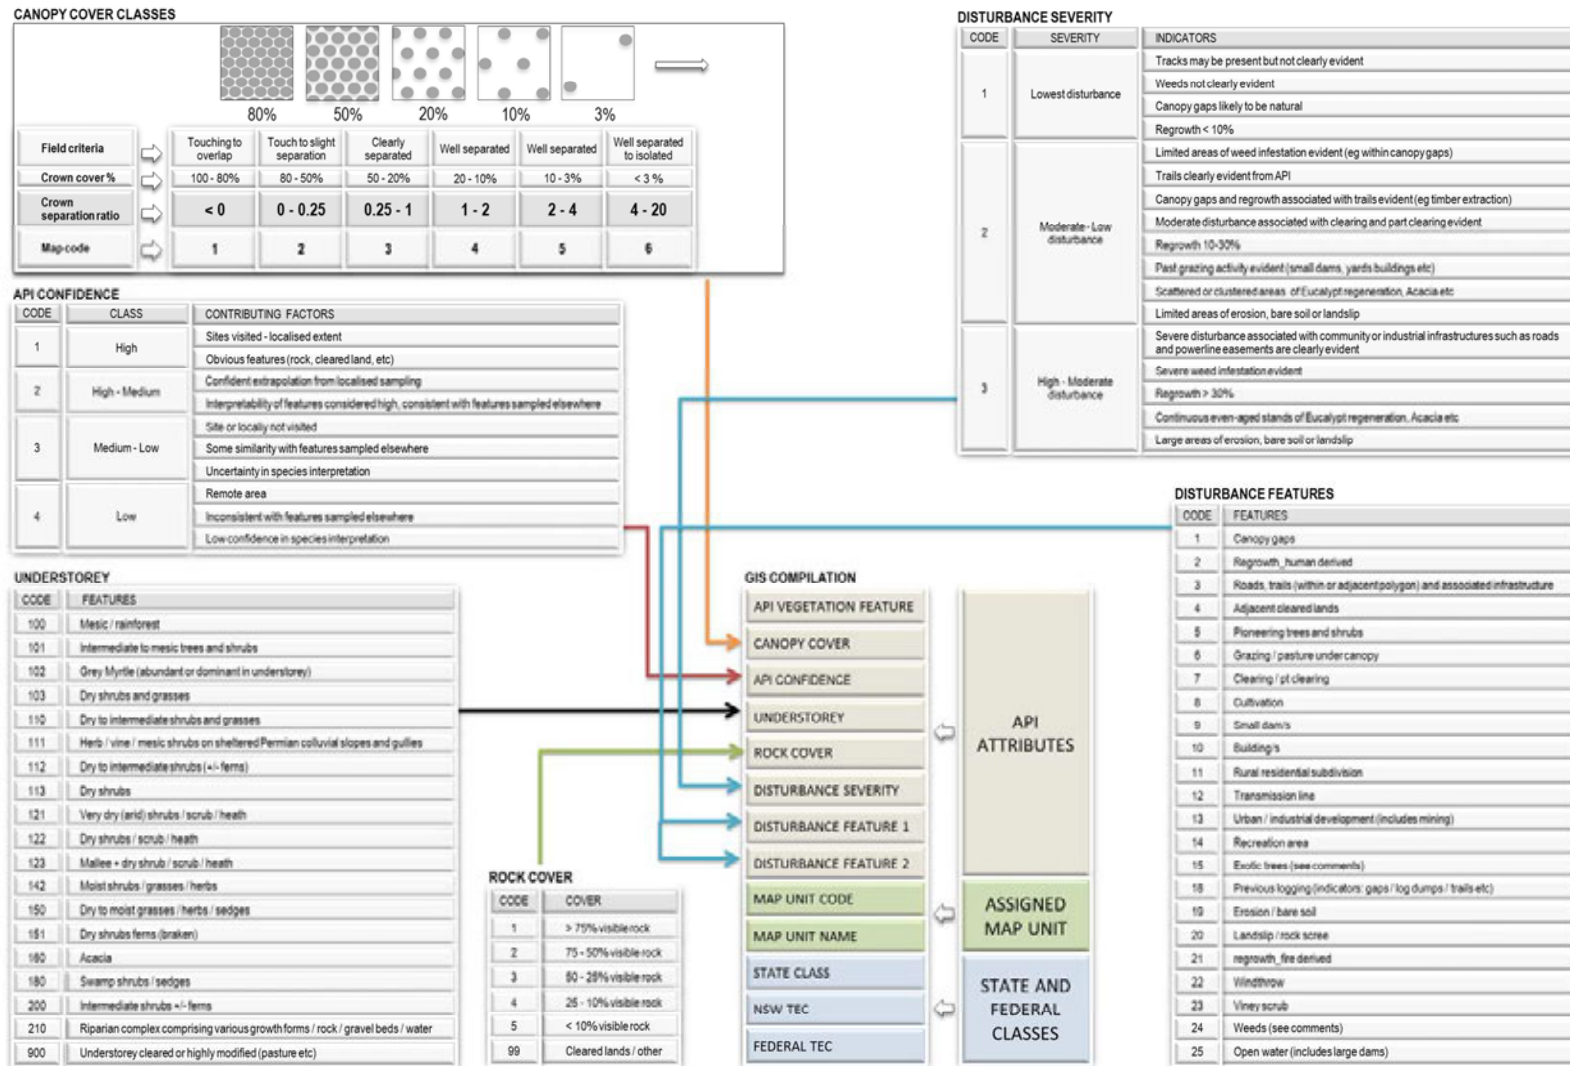 CANOPY COVER CLASSES
80% 50% 20% 10% 3%
Field criteria Touching to overlap Touch to slight separation Clearly separated Well separated Well separated Well separated to isolated
Crown cover % 100 - 80% 80 - 50% 50 - 20% 20 - 10% 10 - 3% < 3 %
Crown separation ratio < 0 0 - 0.25 0.25 - 1 1 - 2 2 - 4 4 - 20
Map code 1 2 3 4 5 6
API CONFIDENCE
CODE CLASS CONTRIBUTING FACTORS
1 High
Sites visited - localised extent
Obvious features (rock, cleared land, etc)
2 High - Medium
Confident extrapolation from localised sampling
Interpretability of features considered high, consistent with features sampled elsewhere
3 Medium - Low
Site or locally not visited
Some similarity with features sampled elsewhere
Uncertainty in species interpretation
4 Low
Remote area
Inconsistent with features sampled elsewhere
Low confidence in species interpretation
UNDERSTOREY
CODE FEATURES
100 Mesic / rainforest
101 Intermediate to mesic trees and shrubs
102 Grey Myrtle (abundant or dominant in understorey)
103 Dry shrubs and grasses
110 Dry to intermediate shrubs and grasses
111 Herb / vine / mesic shrubs on sheltered Permian colluvial slopes and gullies
112 Dry to intermediate shrubs (+/- ferns)
113 Dry shrubs
121 Very dry (arid) shrubs / scrub / heath
122 Dry shrubs / scrub / heath
123 Mallee + dry shrub / scrub / heath
142 Moist shrubs / grasses / herbs
150 Dry to moist grasses / herbs / sedges
151 Dry shrubs ferns (braken)
160 Acacia
180 Swamp shrubs / sedges
200 Intermediate shrubs +/- ferns
210 Riparian complex comprising various growth forms / rock / gravel beds / water
900 Understorey cleared or highly modified (pasture etc)
ROCK COVER
CODE COVER
1 > 75% visible rock
2 75 - 50% visible rock
3 50 - 25% visible rock
4 25 - 10% visible rock
5 < 10% visible rock
99 Cleared lands / other
GIS COMPILATION
API VEGETATION FEATURE
CANOPY COVER
API CONFIDENCE
UNDERSTOREY
ROCK COVER
DISTURBANCE SEVERITY
DISTURBANCE FEATURE 1
DISTURBANCE FEATURE 2
MAP UNIT CODE
MAP UNIT NAME
STATE CLASS
NSW TEC
FEDERAL TEC
API
ATTRIBUTES
ASSIGNED
MAP UNIT
STATE AND
FEDERAL
CLASSES
DISTURBANCE SEVERITY
CODE SEVERITY INDICATORS
1 Lowest disturbance
Tracks may be present but not clearly evident
Weeds not clearly evident
Canopy gaps likely to be natural
Regrowth < 10%
2 Moderate - Low disturbance
Limited areas of weed infestation evident (eg within canopy gaps)
Trails clearly evident from API
Canopy gaps and regrowth associated with trails evident (eg timber extraction)
Moderate disturbance associated with clearing and part clearing evident
Regrowth 10-30%
Past grazing activity evident (small dams, yards buildings etc)
Scattered or clustered areas of Eucalypt regeneration, Acacia etc
Limited areas of erosion, bare soil or landslip
3 High - Moderate disturbance
Severe disturbance associated with community or industrial infrastructures such as roads
and powerline easements are clearly evident
Severe weed infestation evident
Regrowth > 30%
Continuous even-aged stands of Eucalypt regeneration, Acacia etc
Large areas of erosion, bare soil or landslip
DISTURBANCE FEATURES
CODE FEATURES
1 Canopy gaps
2 Regrowth_human derived
3 Roads, trails (within or adjacent polygon) and associated infrastructure
4 Adjacent cleared lands
5 Pioneering trees and shrubs
6 Grazing / pasture under canopy
7 Clearing / pt clearing
8 Cultivation
9 Small dam/s
10 Building/s
11 Rural residential subdivision
12 Transmission line
13 Urban / industrial development (includes mining)
14 Recreation area
15 Exotic trees (see comments)
18 Previous logging (indicators: gaps / log dumps / trails etc)
19 Erosion / bare soil
20 Landslip / rock scree
21 regrowth_fire derived
22 Windthrow
23 Viney scrub
24 Weeds (see comments)
25 Open water (includes large dams)